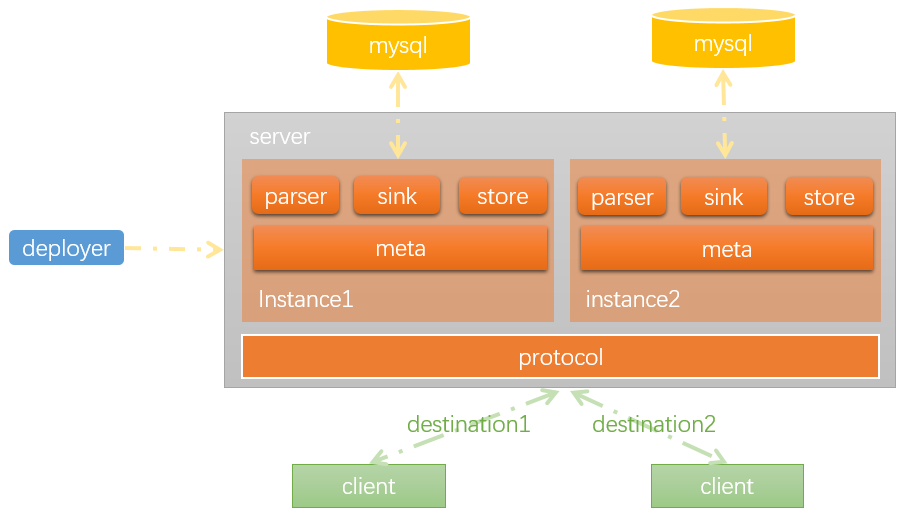 mysql
mysql
server
parser
sink
store
parser
sink
store
meta
meta
deployer
Instance1
instance2
protocol
destination1
destination2
client
client